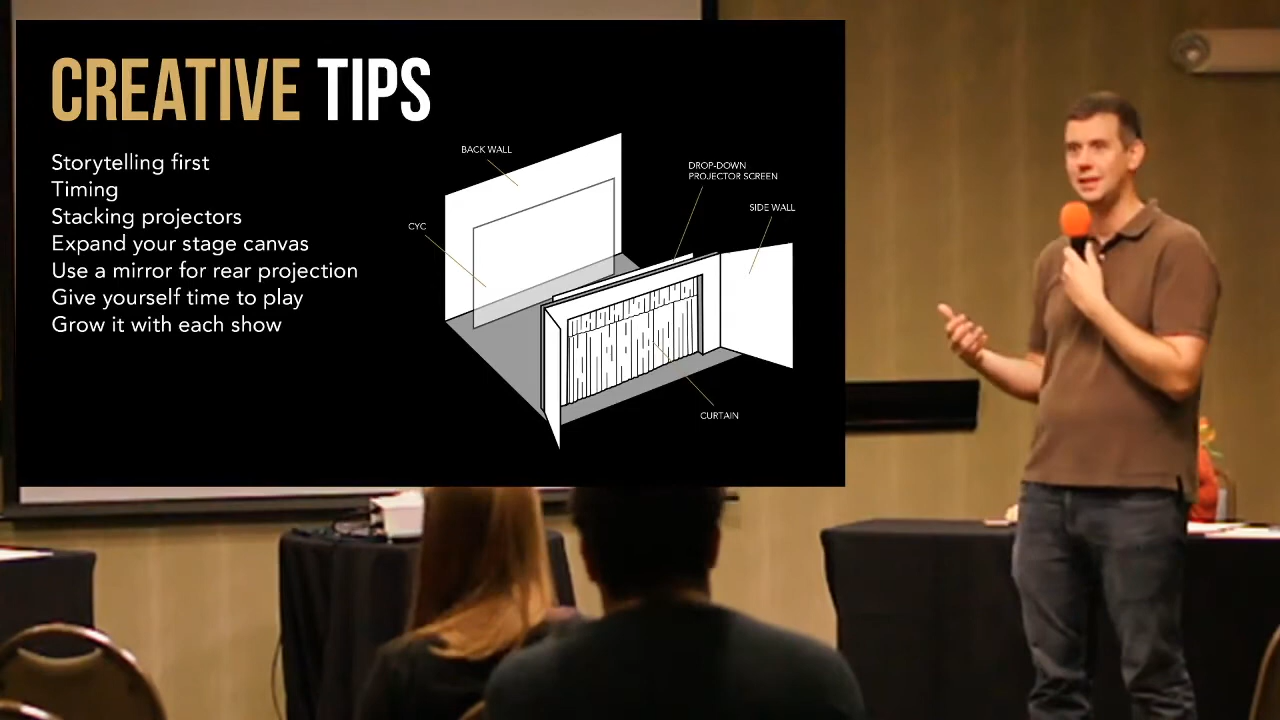 CREATIVE TIPS
Storytelling first
Timing
Stacking projectors
Expand your stage canvas
Use a mirror for rear projection
Give yourself time to play
Grow it with each show
BACK WALL
CYC
DROP-DOWN
PROJECTOR SCREEN
SIDE WALL
CURTAIN